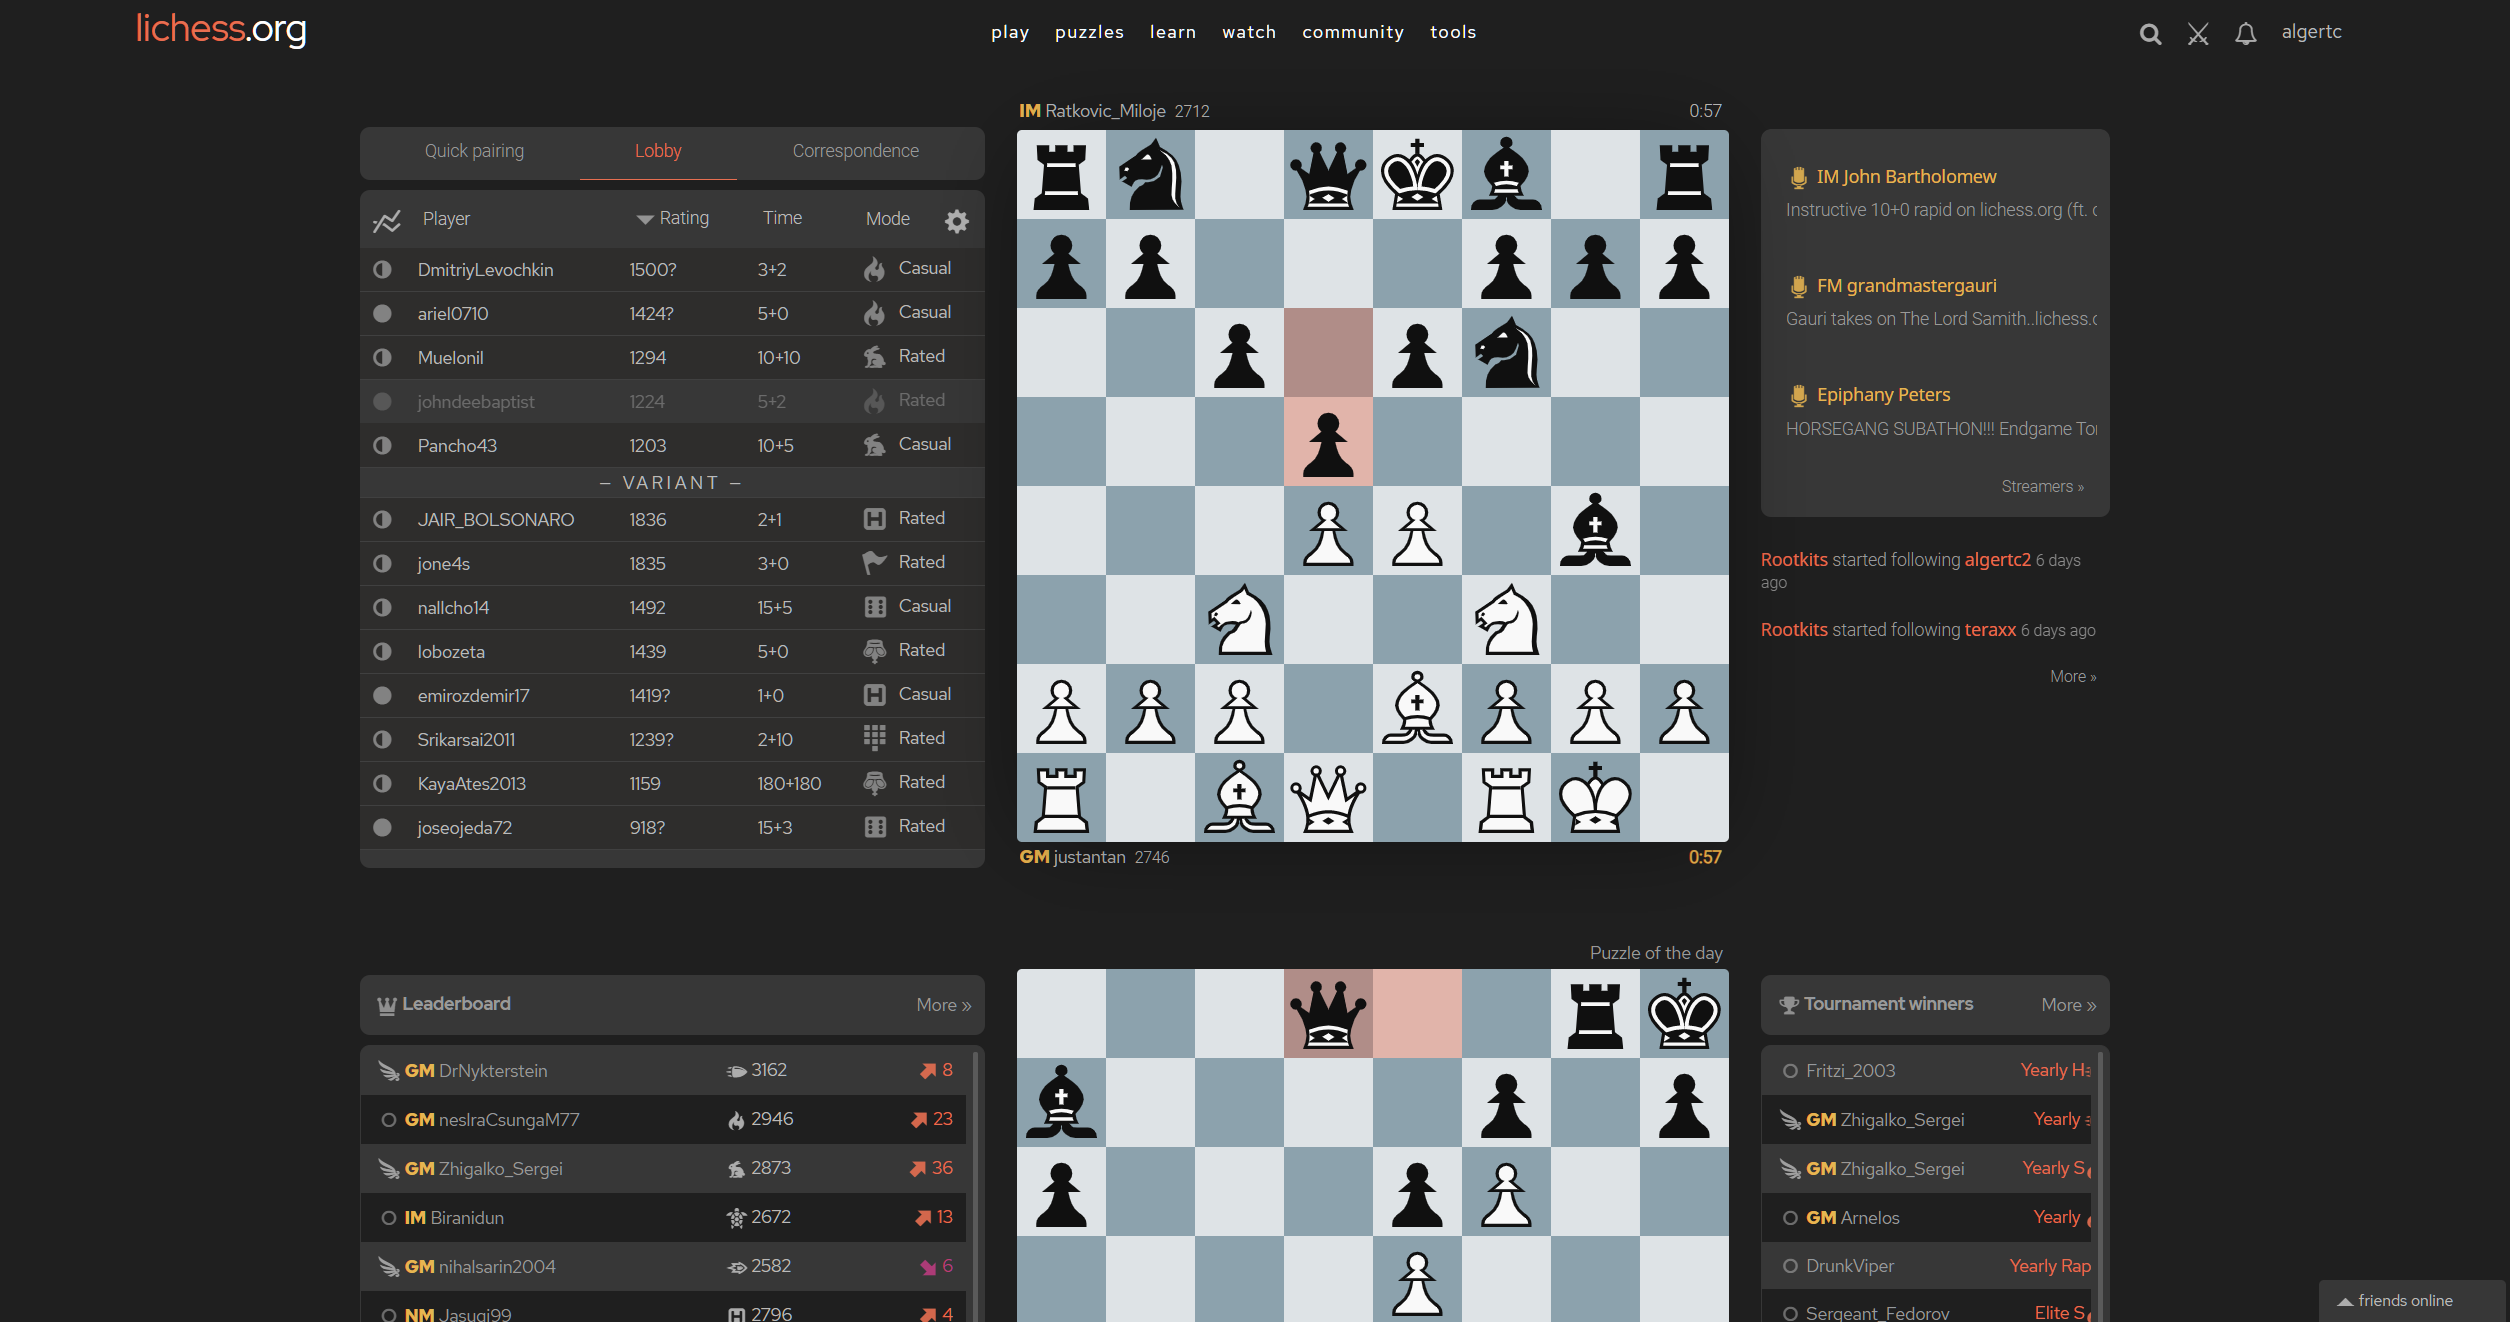 lichess.org
play puzzles learn watch community tools
algertc
Quick pairing Lobby Correspondence
Player Rating Time Mode
DmitriyLevochkin 1500? 3+2 Casual
ariel0710 1424? 5+0 Casual
Muelonil 1294 10+10 Rated
johndeebaptist 1224 5+2 Rated
Pancho43 1203 10+5 Casual
– VARIANT –
JAIR_BOLSONARO 1836 2+1 Rated
jone4s 1835 3+0 Rated
nallcho14 1492 15+5 Casual
lobozeta 1439 5+0 Rated
emirozdemir17 1419? 1+0 Casual
Srikarsai2011 1239? 2+10 Rated
KayaAtes2013 1159 180+180 Rated
joseojeda72 918? 15+3 Rated
IM Ratkovic_Miloje 2712 0:57
GM justantan 2746 0:57
IM John Bartholomew
Instructive 10+0 rapid on lichess.org (ft.
FM grandmastergauri
Gauri takes on The Lord Samith..lichess.
Epiphany Peters
HORSEGANG SUBATHON!!! Endgame
Streamers »
Rootkits started following algertc2 6 days
ago
Rootkits started following teraxx 6 days ago
More »
Leaderboard More »
GM DrNykterstein 3162 8
GM neslraCsungaM77 2946 23
GM Zhigalko_Sergei 2873 36
IM Biranidun 2672 13
GM nihalsarin2004 2582 6
NM Jasugi99 2796 4
Puzzle of the day
Tournament winners More »
Fritzi_2003 Yearly H
GM Zhigalko_Sergei Yearly
GM Zhigalko_Sergei Yearly S
GM Arnelos Yearly
DrunkViper Yearly Rap
Sergeant_Fedorov Elite S
friends online